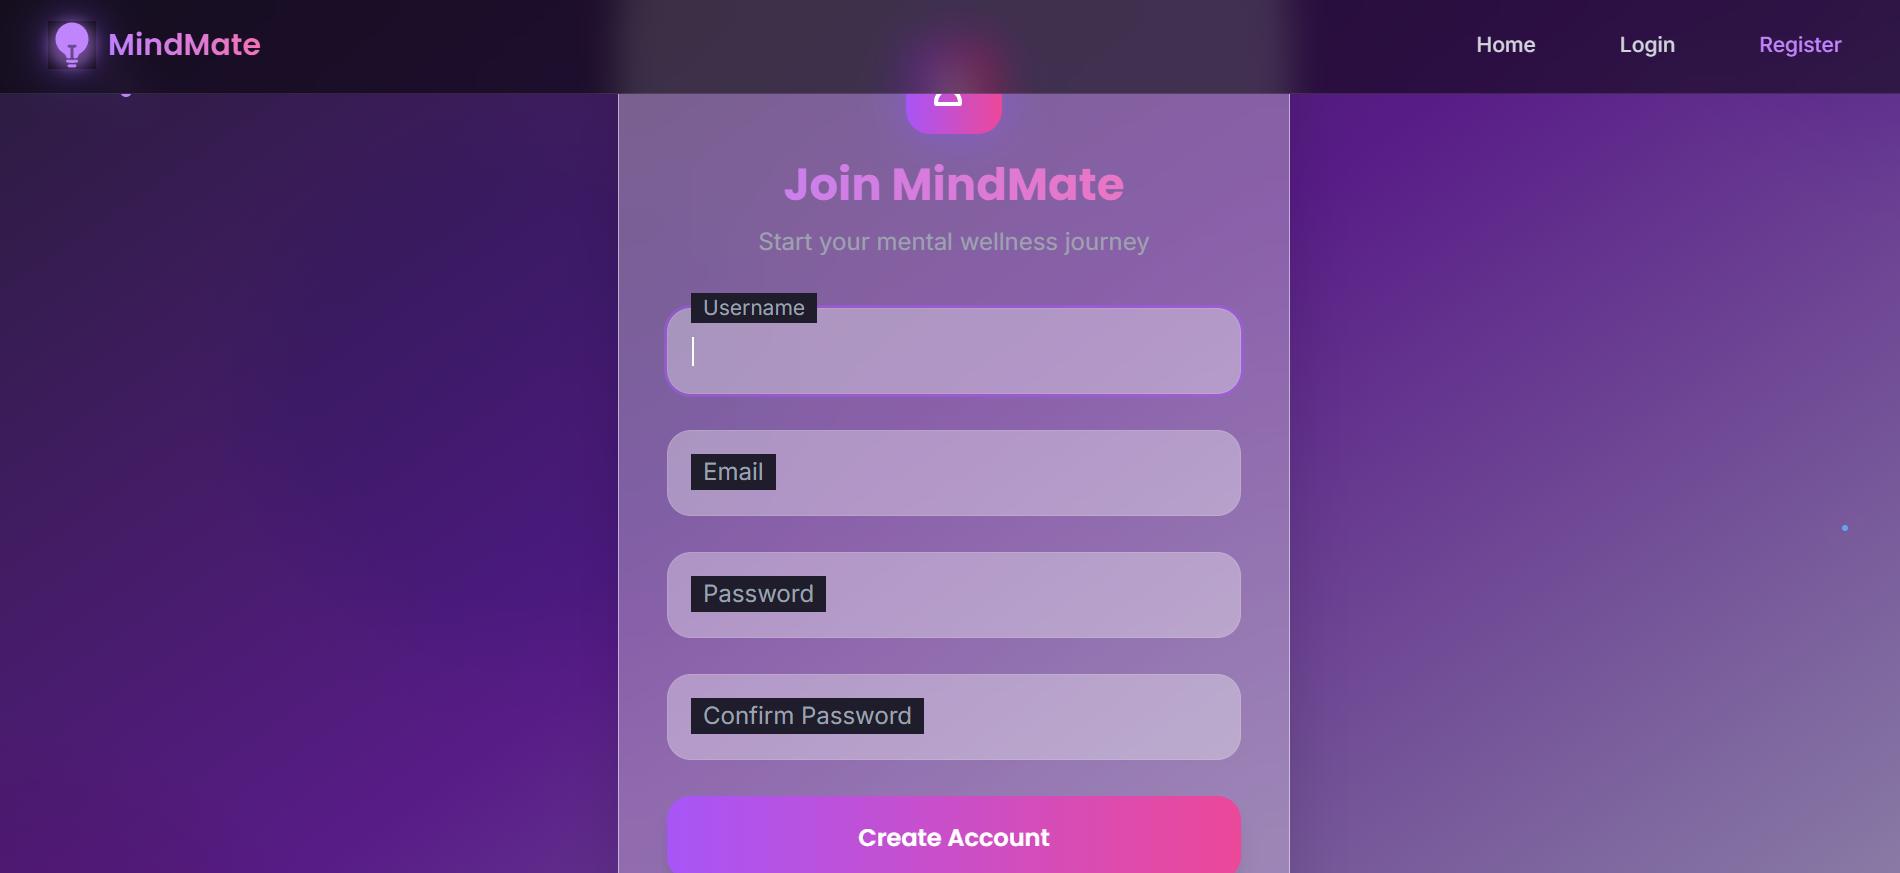 MindMate
Home
Login
Register
Join MindMate
Start your mental wellness journey
Username
Email
Password
Confirm Password
Create Account